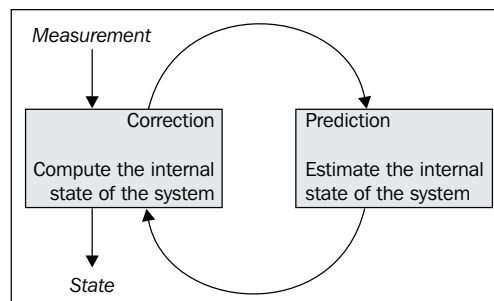 Measurement
Correction
Compute the internal
state of the system
Prediction
Estimate the internal
state of the system
State